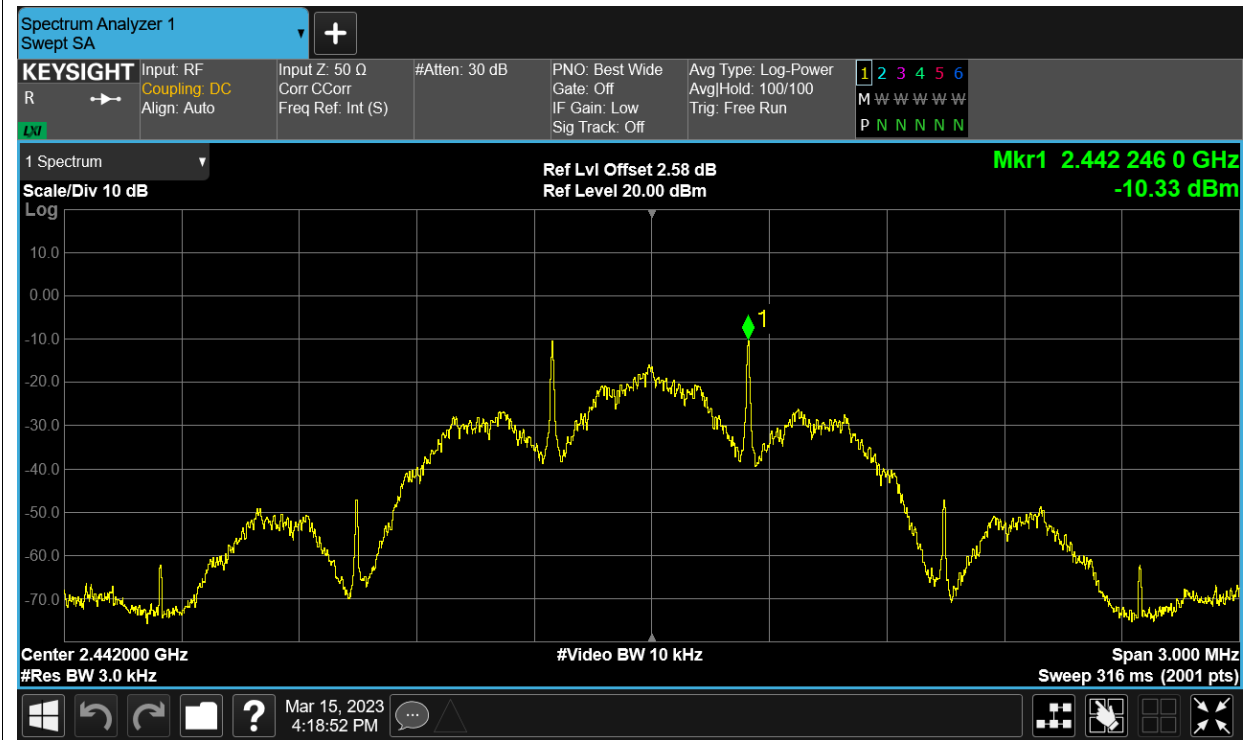 Spectrum Analyzer 1
Swept SA
KEYSIGHT
R
LXI
Input: RF
Coupling: DC
Align: Auto
Input Z: 50 Ω
Corr CCorr
Freq Ref: Int (S)
#Atten: 30 dB
PNO: Best Wide
Gate: Off
IF Gain: Low
Sig Track: Off
Avg Type: Log-Power
Avg|Hold: 100/100
Trig: Free Run
1 2 3 4 5 6
M W W W W W
P N N N N N
1 Spectrum
Scale/Div 10 dB
Log
Ref Lvl Offset 2.58 dB
Ref Level 20.00 dBm
Mkr1 2.442 246 0 GHz
-10.33 dBm
10.0
0.00
-10.0
-20.0
-30.0
-40.0
-50.0
-60.0
-70.0
1
Center 2.442000 GHz
#Res BW 3.0 kHz
#Video BW 10 kHz
Span 3.000 MHz
Sweep 316 ms (2001 pts)
?
Mar 15, 2023
4:18:52 PM